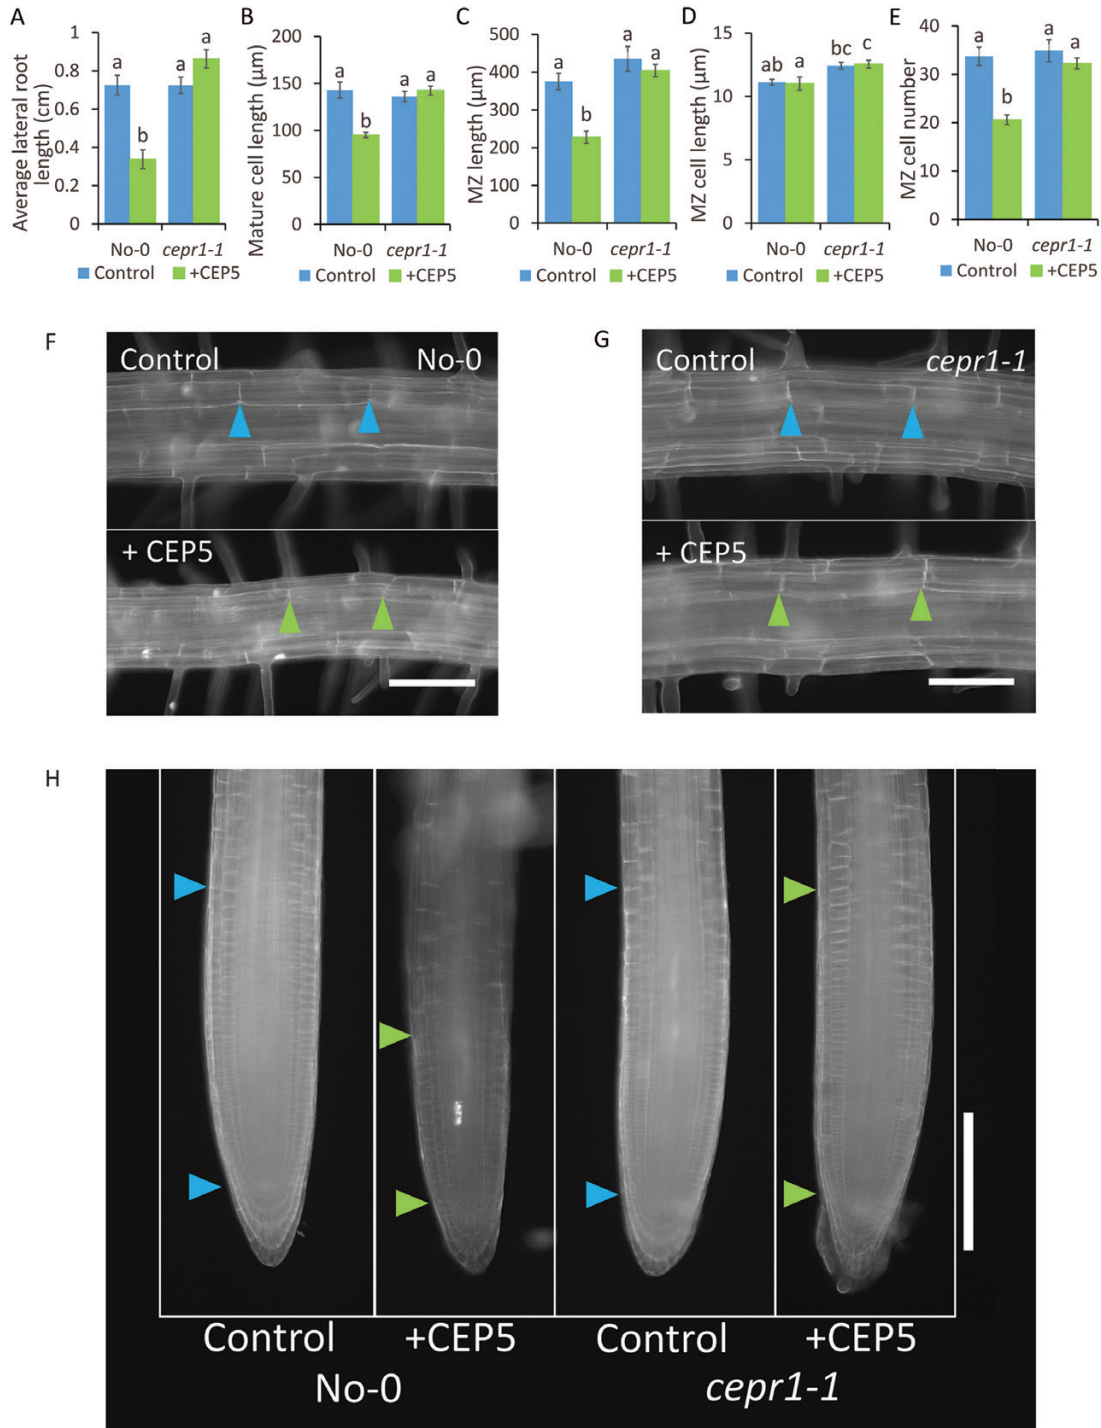 A
Average lateral root
length (cm)
1
0.8
0.6
0.4
0.2
0
a
b
a
a
No-0
cepr1-1
Control
+CEP5
B
Mature cell length (µm)
200
150
100
50
0
a
b
a
a
No-0
cepr1-1
Control
+CEP5
C
MZ length (µm)
500
400
300
200
100
0
a
b
a
a
No-0
cepr1-1
Control
+CEP5
D
MZ cell length (µm)
15
10
5
0
ab
a
bc
c
No-0
cepr1-1
Control
+CEP5
E
MZ cell number
40
30
20
10
0
a
b
a
a
No-0
cepr1-1
Control
+CEP5
F
Control
No-0
+ CEP5
G
Control
cepr1-1
+ CEP5
H
Control
+CEP5
Control
+CEP5
No-0
cepr1-1